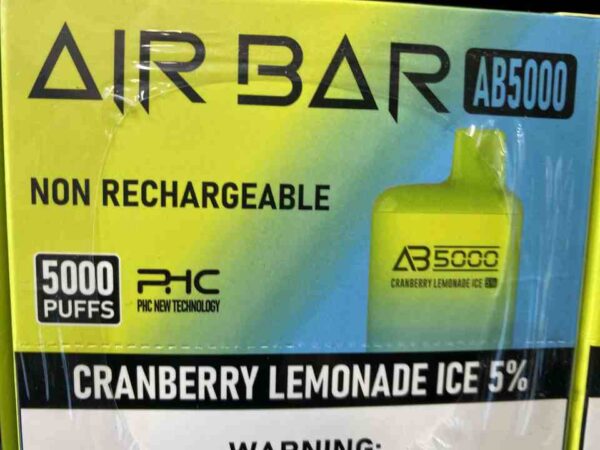 AIR BAR AB5000
NON RECHARGEABLE
AB5000
CRANBERRY LEMONADE ICE 5%
5000
PUFFS
PHC
PHC NEW TECHNOLOGY
CRANBERRY LEMONADE ICE 5%
WARNING: